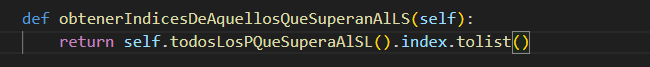 def obtenerIndicesDeAquellosQueSuperanAlLS(self):
return self.todosLosPQueSuperaAlSL().index.tolist()